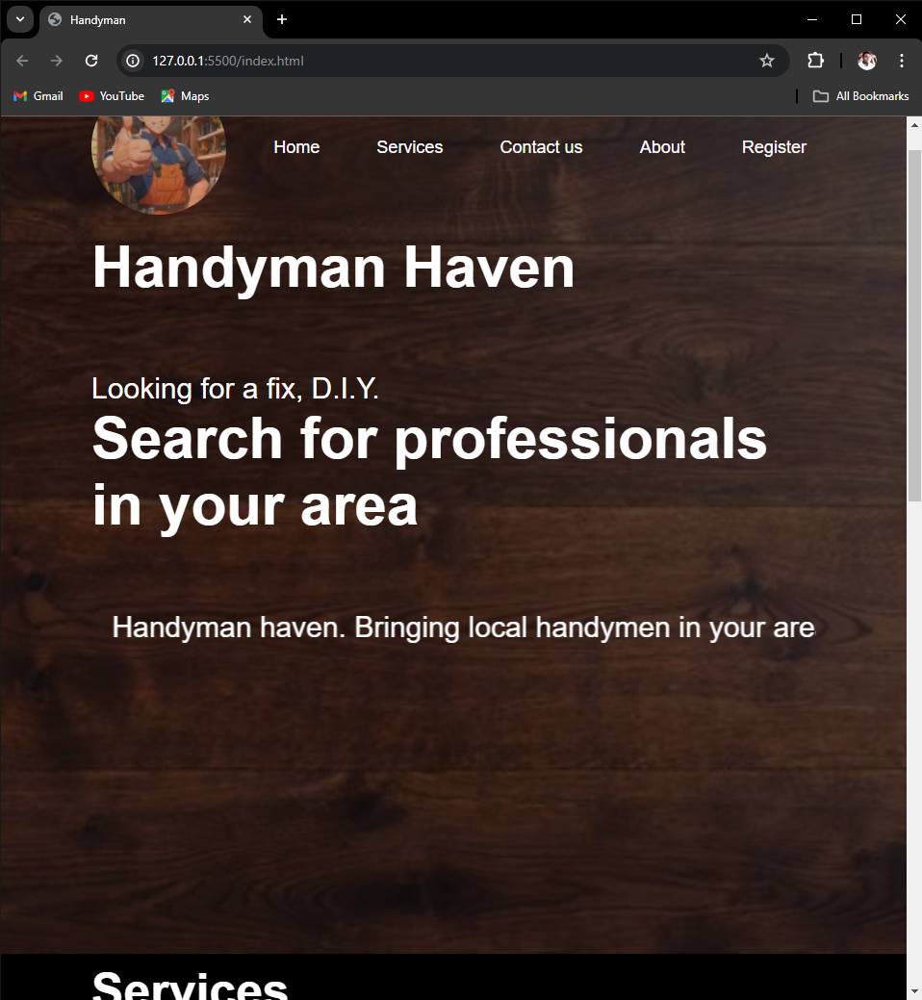 Handyman
127.0.0.1:5500/index.html
Gmail YouTube Maps All Bookmarks
Home Services Contact us About Register
Handyman Haven
Looking for a fix, D.I.Y.
Search for professionals
in your area
Handyman haven. Bringing local handymen in your are
Services